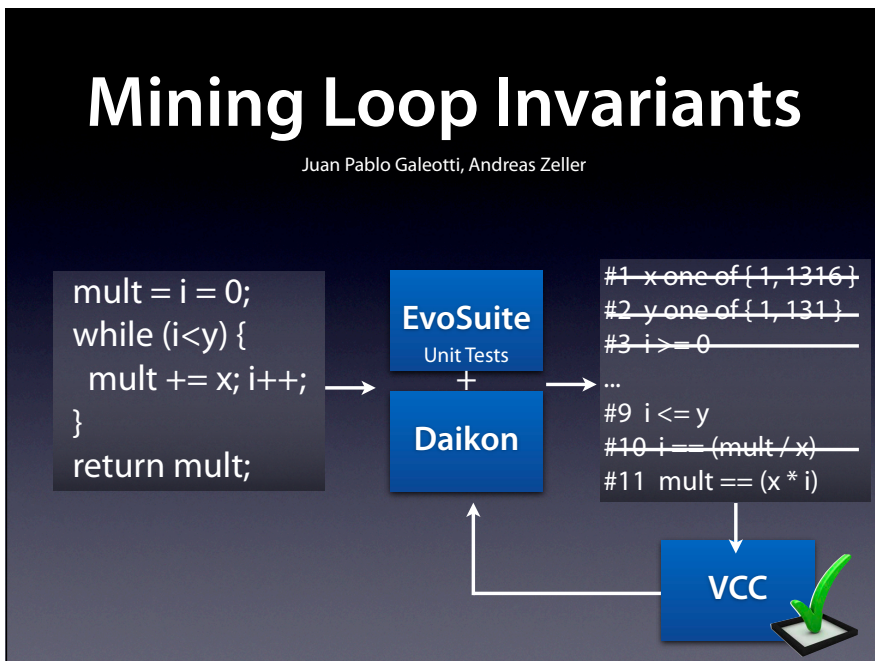 Mining Loop Invariants
Juan Pablo Galeotti, Andreas Zeller
mult = i = 0;
while (i<y) {
mult += x; i++;
}
return mult;
EvoSuite
Unit Tests
+
Daikon
#1 x one of { 1, 1316 }
#2 y one of { 1, 131 }
#3 i >= 0
...
#9 i <= y
#10 i == (mult / x)
#11 mult == (x * i)
VCC